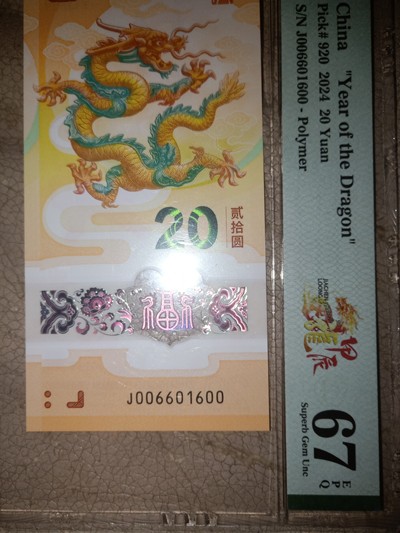 20
贰拾圆
福
J006601600
China "Year of the Dragon"
Pick# 920 2024 20 Yuan
S/N J006601600 - Polymer
67 EPQ
Superb Gem Unc